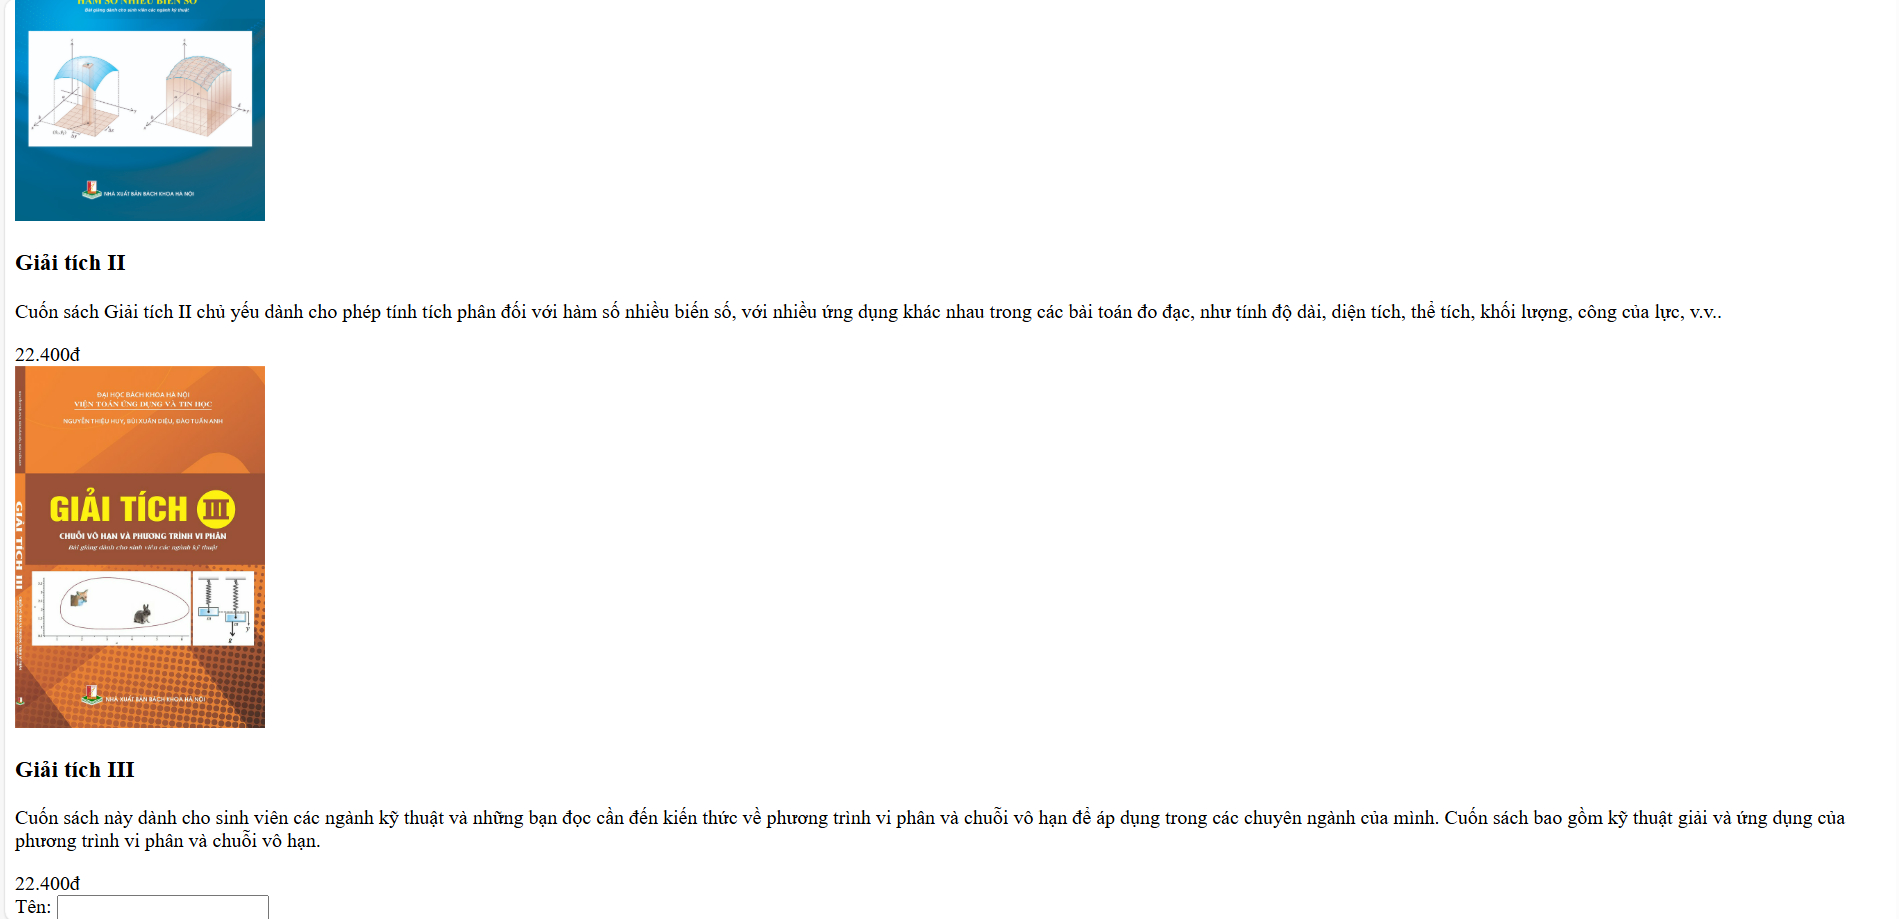 HÀM SỐ NHIỀU BIẾN SỐ
Bài giảng dành cho sinh viên các ngành kỹ thuật
NHÀ XUẤT BẢN BÁCH KHOA HÀ NỘI
Giải tích II
Cuốn sách Giải tích II chủ yếu dành cho phép tính tích phân đối với hàm số nhiều biến số, với nhiều ứng dụng khác nhau trong các bài toán đo đạc, như tính độ dài, diện tích, thể tích, khối lượng, công của lực, v.v..
22.400đ
ĐẠI HỌC BÁCH KHOA HÀ NỘI
VIỆN TOÁN ỨNG DỤNG VÀ TIN HỌC
NGUYỄN THIỆU HUY, BÙI XUÂN DIỆU, ĐÀO TUẤN ANH
GIẢI TÍCH III
CHUỖI VÔ HẠN VÀ PHƯƠNG TRÌNH VI PHÂN
Bài giảng dành cho sinh viên các ngành kỹ thuật
GIẢI TÍCH III
NHÀ XUẤT BẢN BÁCH KHOA HÀ NỘI
Giải tích III
Cuốn sách này dành cho sinh viên các ngành kỹ thuật và những bạn đọc cần đến kiến thức về phương trình vi phân và chuỗi vô hạn để áp dụng trong các chuyên ngành của mình. Cuốn sách bao gồm kỹ thuật giải và ứng dụng của
phương trình vi phân và chuỗi vô hạn.
22.400đ
Tên: